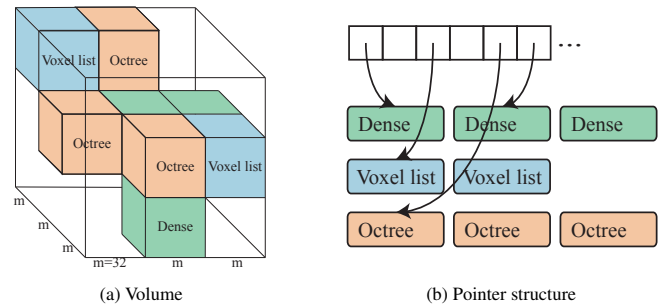 Voxel list
Octree
Octree
Octree
Voxel list
Dense
m
m
m
m=32
m
m
(a) Volume
...
Dense
Dense
Dense
Voxel list
Voxel list
Octree
Octree
Octree
(b) Pointer structure